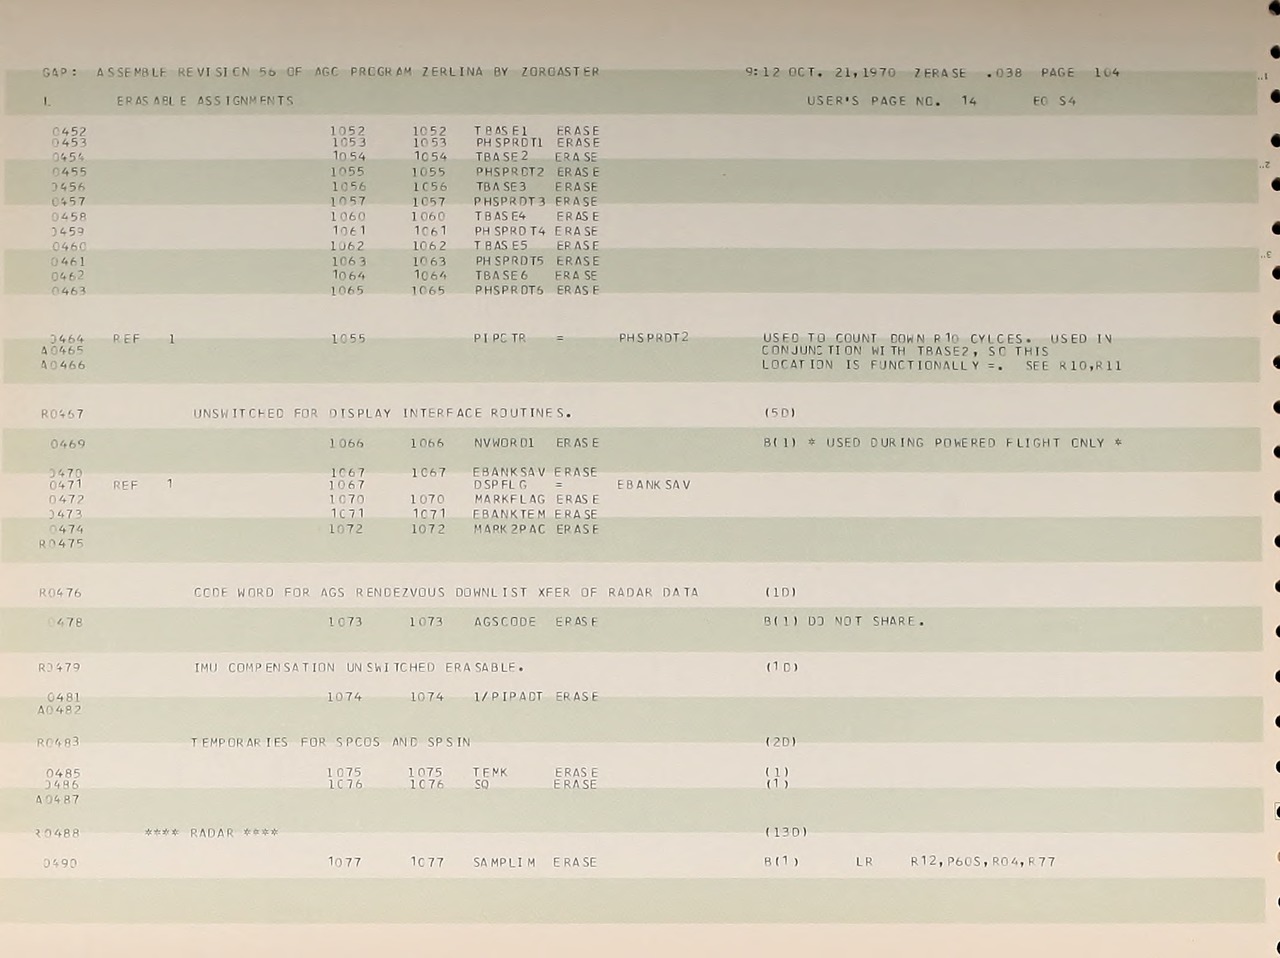 GAP: ASSEMBLE REVISION 56 OF AGC PROGRAM ZERLINA BY ZOROASTER 9:12 OCT. 21,1970 ZERASE .038 PAGE 104
L ERASABLE ASSIGNMENTS USER'S PAGE NO. 14 E0 S4
0452 1052 1052 TBASE1 ERASE
0453 1053 1053 PHSPRDT1 ERASE
0454 1054 1054 TBASE2 ERASE
0455 1055 1055 PHSPRDT2 ERASE
0456 1056 1056 TBASE3 ERASE
0457 1057 1057 PHSPRDT3 ERASE
0458 1060 1060 TBASE4 ERASE
0459 1061 1061 PHSPRDT4 ERASE
0460 1062 1062 TBASE5 ERASE
0461 1063 1063 PHSPRDT5 ERASE
0462 1064 1064 TBASE6 ERASE
0463 1065 1065 PHSPRDT6 ERASE
0464 REF 1 1055 PIPCTR = PHSPRDT2 USED TO COUNT DOWN R10 CYLCES. USED IN
A0465 CONJUNCTION WITH TBASE2, SO THIS
A0466 LOCATION IS FUNCTIONALLY =. SEE R10,R11
R0467 UNSWITCHED FOR DISPLAY INTERFACE ROUTINES. (5D)
0469 1066 1066 NVWORD1 ERASE B(1) * USED DURING POWERED FLIGHT ONLY *
0470 1067 1067 EBANKSAV ERASE
0471 REF 1 1067 DSPFLG = EBANKSAV
0472 1070 1070 MARKFLAG ERASE
0473 1071 1071 EBANKTEM ERASE
0474 1072 1072 MARK2PAC ERASE
R0475
R0476 CODE WORD FOR AGS RENDEZVOUS DOWNLIST XFER OF RADAR DATA (1D)
0478 1073 1073 AGSCODE ERASE B(1) DO NOT SHARE.
R0479 IMU COMPENSATION UNSWITCHED ERASABLE. (1D)
0481 1074 1074 1/PIPADT ERASE
A0482
R0483 TEMPORARIES FOR SPCOS AND SPSIN (2D)
0485 1075 1075 TEMK ERASE (1)
0486 1076 1076 SQ ERASE (1)
A0487
R0488 **** RADAR **** (13D)
0490 1077 1077 SAMPLIM ERASE B(1) LR R12,P60S,R04,R77